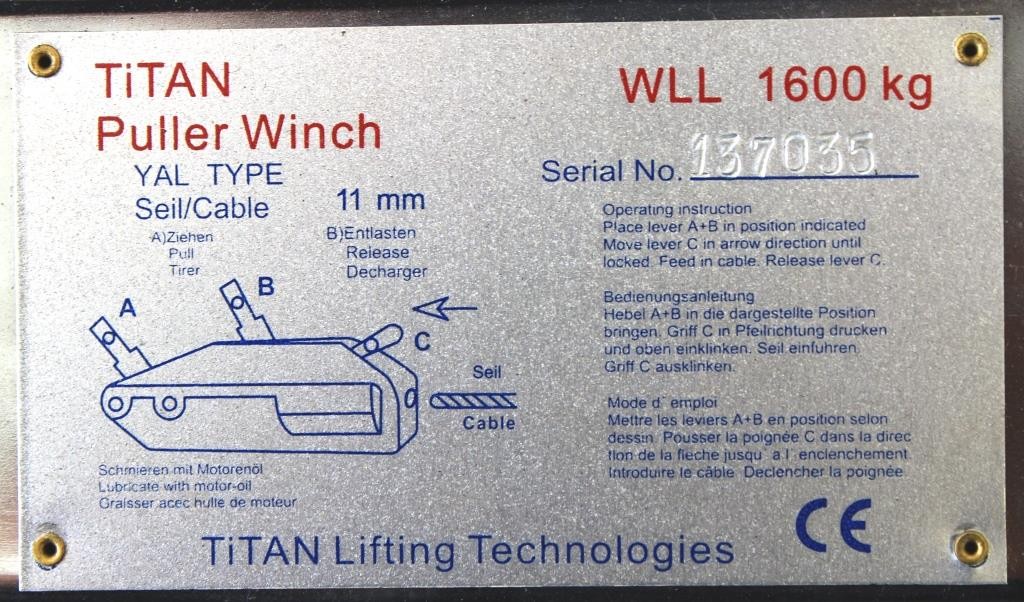 TiTAN
Puller Winch
YAL TYPE
Seil/Cable
11 mm
A)Ziehen
Pull
Tirer
B)Entlasten
Release
Decharger
WLL 1600 kg
Serial No. 137035
Operating instruction
Place lever A+B in position indicated
Move lever C in arrow direction until
locked. Feed in cable. Release lever C.
Bedienungsanleitung
Hebel A+B in die dargestellte Position
bringen. Griff C in Pfeilrichtung drucken
und oben einklinken. Seil einfuhren.
Griff C ausklinken.
Mode d' emploi
Mettre les leviers A+B en position selon
dessin. Pousser la poignée C dans la direc
tion de la fleche jusqu' a l' enclenchement.
Introduire le câble. Declencher la poignée
A
B
C
Seil
Cable
Schmieren mit Motorenöl
Lubricate with motor-oil
Graisser acec hulle de moteur
CE
TiTAN Lifting Technologies